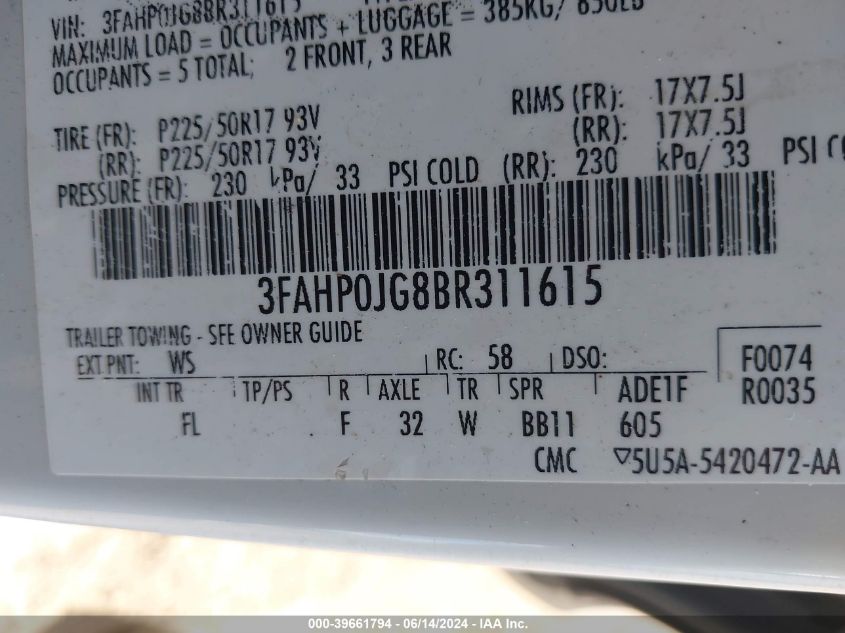 VIN: 3FAHP0JG8BR311615
MAXIMUM LOAD = OCCUPANTS + LUGGAGE = 385KG/ 850LB
OCCUPANTS = 5 TOTAL; 2 FRONT, 3 REAR
TIRE (FR): P225/50R17 93V RIMS (FR): 17X7.5J
(RR): P225/50R17 93V (RR): 17X7.5J
PRESSURE (FR): 230 kPa/ 33 PSI COLD (RR): 230 kPa/ 33 PSI
3FAHP0JG8BR311615
TRAILER TOWING - SEE OWNER GUIDE
EXT PNT: WS RC: 58 DSO: F0074
INT TR TP/PS R AXLE TR SPR ADE1F R0035
FL F 32 W BB11 605
CMC ▽5U5A-5420472-AA
000-39661794 - 06/14/2024 - IAA Inc.